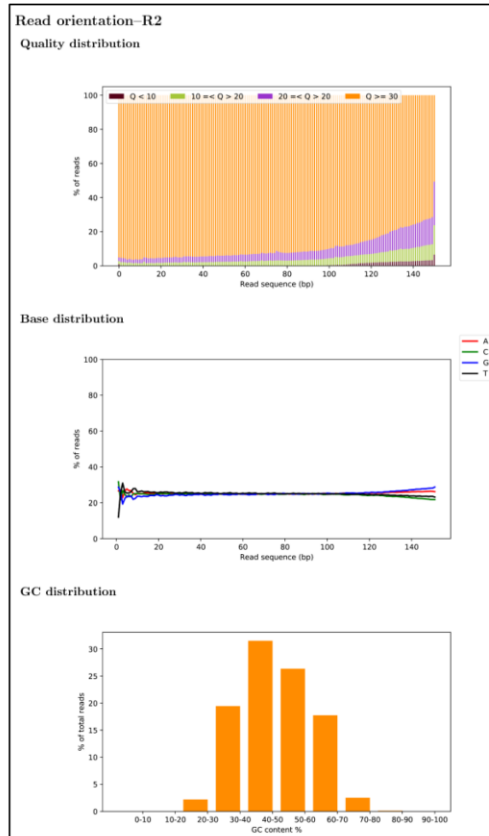 Read orientation–R2
Quality distribution
Q < 10 10 =< Q > 20 20 =< Q > 20 Q >= 30
100
80
60
40
20
0
% of reads
0 20 40 60 80 100 120 140
Read sequence (bp)
Base distribution
A
C
G
T
100
80
60
40
20
0
% of reads
0 20 40 60 80 100 120 140
Read sequence (bp)
GC distribution
30
25
20
15
10
5
0
% of total reads
0-10 10-20 20-30 30-40 40-50 50-60 60-70 70-80 80-90 90-100
GC content %